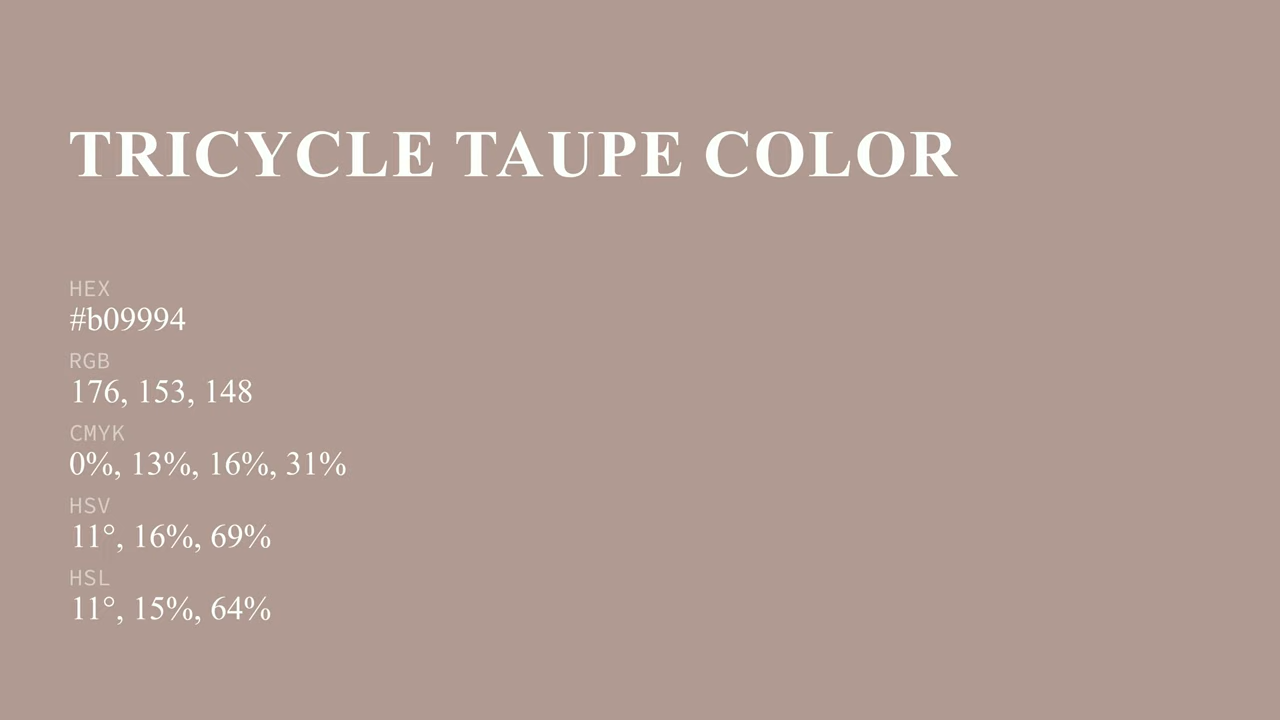 TRICYCLE TAUPE COLOR
HEX
#b09994
RGB
176, 153, 148
CMYK
0%, 13%, 16%, 31%
HSV
11°, 16%, 69%
HSL
11°, 15%, 64%